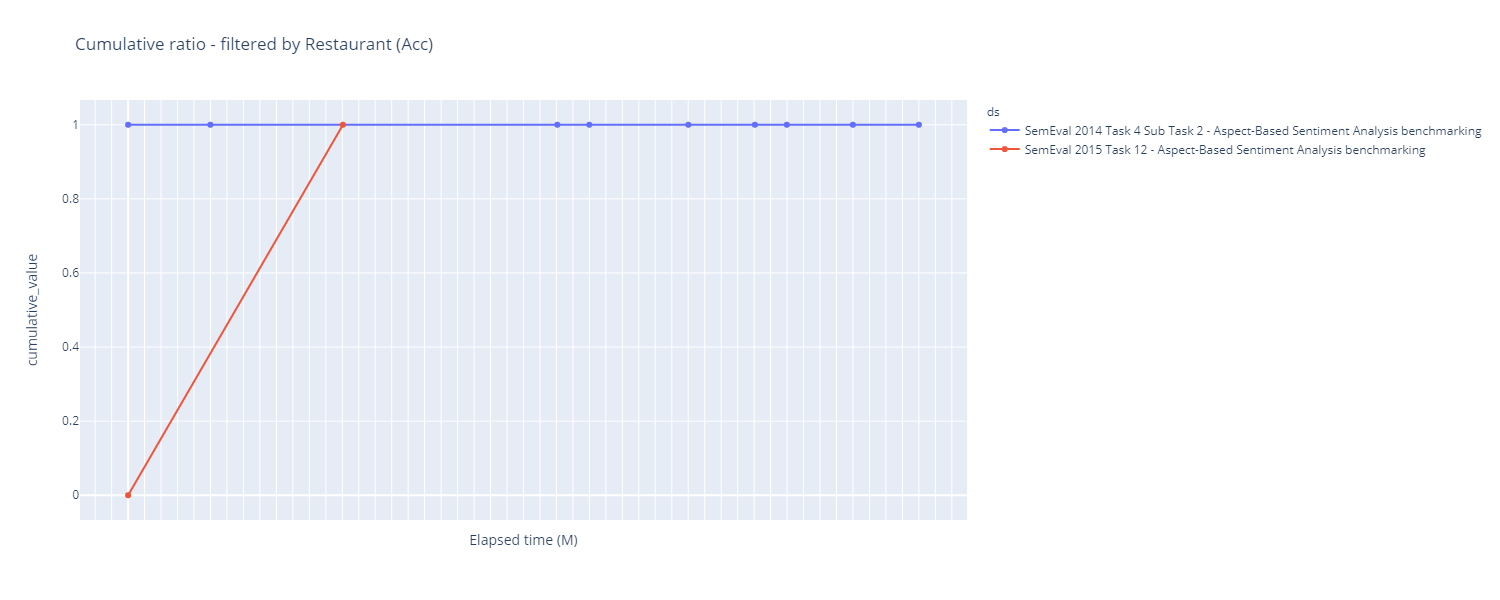 Cumulative ratio - filtered by Restaurant (Acc)
ds
SemEval 2014 Task 4 Sub Task 2 - Aspect-Based Sentiment Analysis benchmarking
SemEval 2015 Task 12 - Aspect-Based Sentiment Analysis benchmarking
cumulative_value
1
0.8
0.6
0.4
0.2
0
Elapsed time (M)